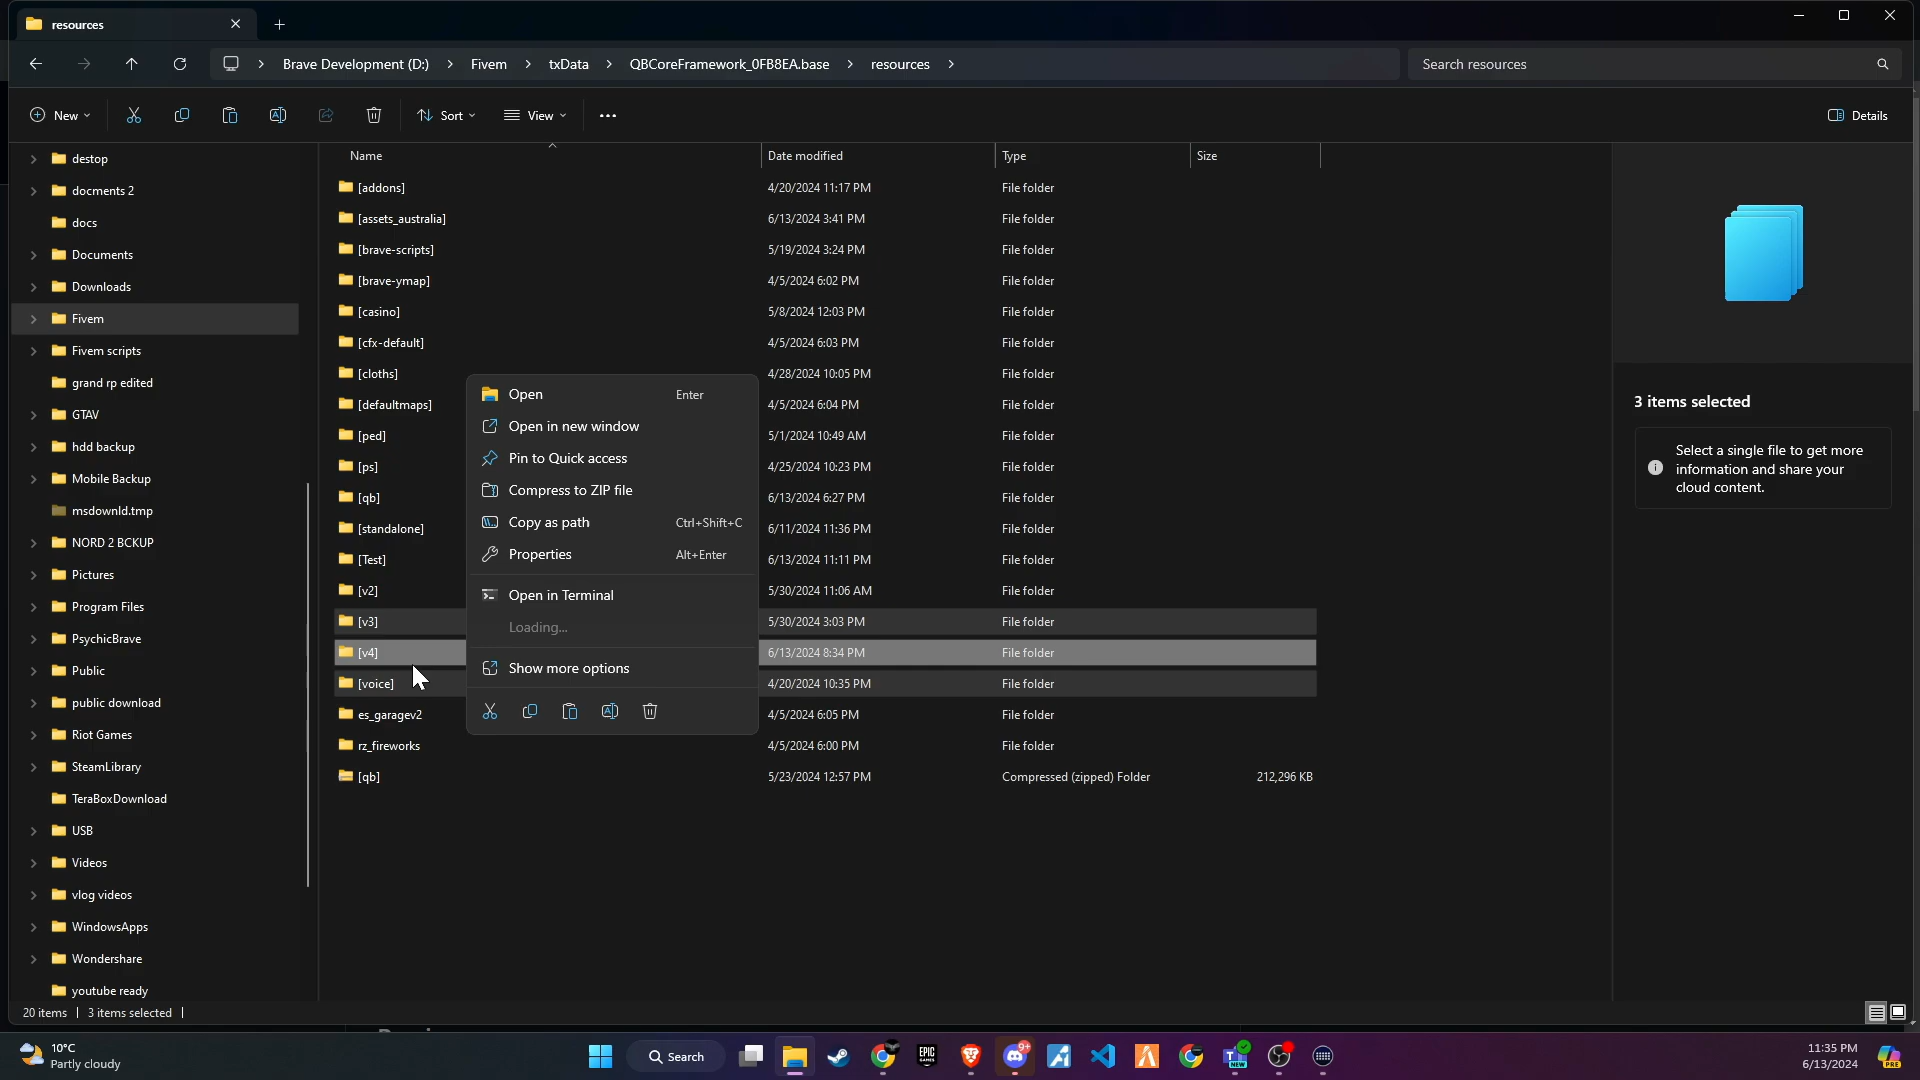 resources
Brave Development (D:) Fivem txData QBCoreFramework_0FB8EA.base resources
Search resources
New Sort View Details
destop
docments 2
docs
Documents
Downloads
Fivem
Fivem scripts
grand rp edited
GTAV
hdd backup
Mobile Backup
msdownld.tmp
NORD 2 BCKUP
Pictures
Program Files
PsychicBrave
Public
public download
Riot Games
SteamLibrary
TeraBoxDownload
USB
Videos
vlog videos
WindowsApps
Wondershare
youtube ready
Name Date modified Type Size
[addons] 4/20/2024 11:17 PM File folder
[assets_australia] 6/13/2024 3:41 PM File folder
[brave-scripts] 5/19/2024 3:24 PM File folder
[brave-ymap] 4/5/2024 6:02 PM File folder
[casino] 5/8/2024 12:03 PM File folder
[cfx-default] 4/5/2024 6:03 PM File folder
[cloths] 4/28/2024 10:05 PM File folder
[defaultmaps] 4/5/2024 6:04 PM File folder
[ped] 5/1/2024 10:49 AM File folder
[ps] 4/25/2024 10:23 PM File folder
[qb] 6/13/2024 6:27 PM File folder
[standalone] 6/11/2024 11:36 PM File folder
[Test] 6/13/2024 11:11 PM File folder
[v2] 5/30/2024 11:06 AM File folder
[v3] 5/30/2024 3:03 PM File folder
[v4] 6/13/2024 8:34 PM File folder
[voice] 4/20/2024 10:35 PM File folder
es_garagev2 4/5/2024 6:05 PM File folder
rz_fireworks 4/5/2024 6:00 PM File folder
[qb] 5/23/2024 12:57 PM Compressed (zipped) Folder 212,296 KB
Open Enter
Open in new window
Pin to Quick access
Compress to ZIP file
Copy as path Ctrl+Shift+C
Properties Alt+Enter
Open in Terminal
Loading...
Show more options
3 items selected
Select a single file to get more
information and share your
cloud content.
20 items 3 items selected
10°C
Partly cloudy
Search
EPIC
GAMES
9+
NEW
11:35 PM
6/13/2024
PRE